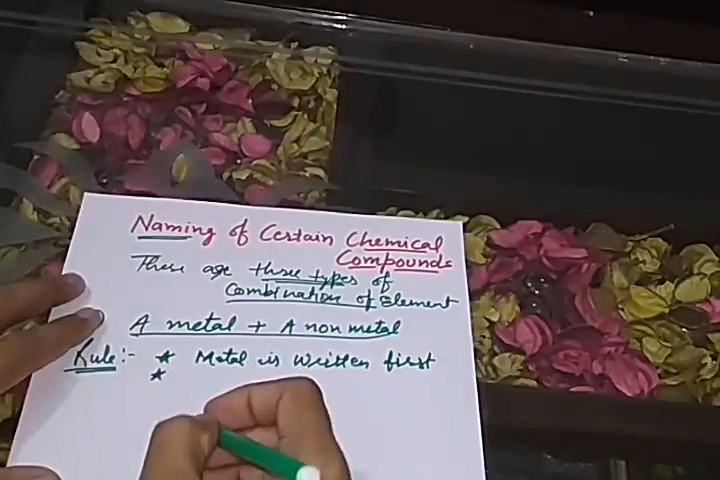 Naming of Certain Chemical
Compounds
There are three types of
Combination of Element
A metal + A non metal
Rule :- * Metal is written first
*